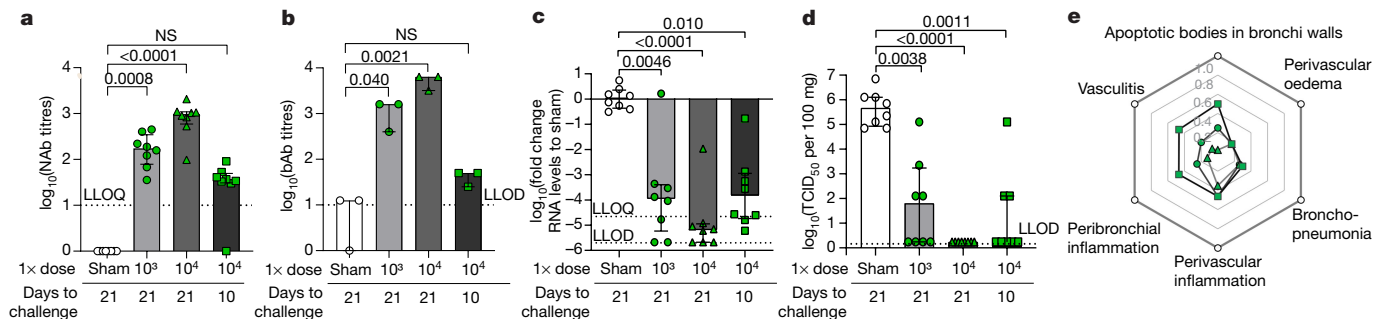 a
NS
<0.0001
0.0008
log10(NAb titres)
4
3
2
1
0
LLOQ
1× dose Sham 10³ 10⁴ 10⁴
Days to challenge 21 21 21 10
b
NS
0.0021
0.040
log10(bAb titres)
4
3
2
1
0
LLOD
1× dose Sham 10³ 10⁴ 10⁴
Days to challenge 21 21 21 10
c
0.010
<0.0001
0.0046
log10(fold change
RNA levels to sham)
1
0
−1
−2
−3
−4
−5
−6
LLOQ
LLOD
1× dose Sham 10³ 10⁴ 10⁴
Days to challenge 21 21 21 10
d
0.0011
<0.0001
0.0038
log10(TCID50 per 100 mg)
7
6
5
4
3
2
1
0
LLOD
1× dose Sham 10³ 10⁴ 10⁴
Days to challenge 21 21 21 10
e
Apoptotic bodies in bronchi walls
Perivascular
oedema
Vasculitis
1.0
0.8
0.6
0.4
Broncho-
pneumonia
Peribronchial
inflammation
Perivascular
inflammation